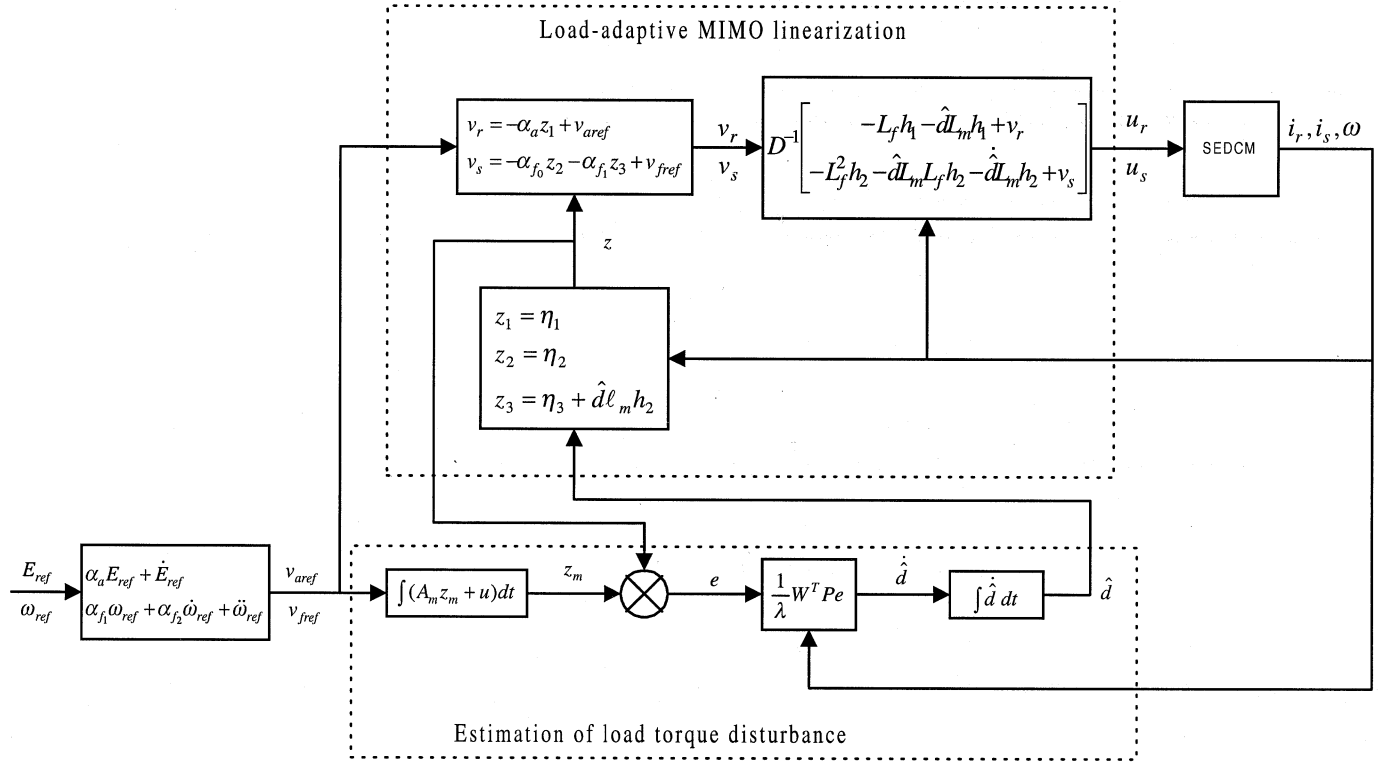 Load-adaptive MIMO linearization
v_r = -α_a z_1 + v_aref
v_s = -α_f₀ z_2 - α_f₁ z_3 + v_fref
v_r
v_s
D⁻¹ [ -L_f h_1 - d̂L_m h_1 + v_r
-L_f² h_2 - d̂L_m L_f h_2 - d̂̇L_m h_2 + v_s ]
u_r
u_s
SEDCM
i_r, i_s, ω
z
z_1 = η_1
z_2 = η_2
z_3 = η_3 + d̂ℓ_m h_2
E_ref
ω_ref
α_a E_ref + Ė_ref
α_f₁ ω_ref + α_f₂ ω̇_ref + ω̈_ref
v_aref
v_fref
∫(A_m z_m + u)dt
z_m
e
1/λ W^T Pe
d̂̇
∫d̂̇ dt
d̂
Estimation of load torque disturbance